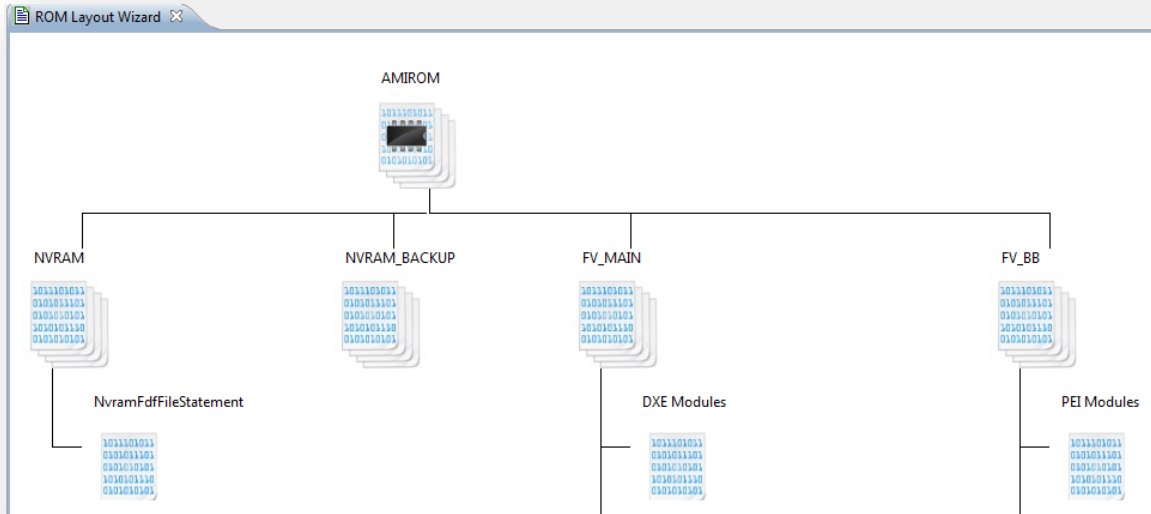 ROM Layout Wizard
AMIROM
NVRAM
NVRAM_BACKUP
FV_MAIN
FV_BB
NvramFdfFileStatement
DXE Modules
PEI Modules